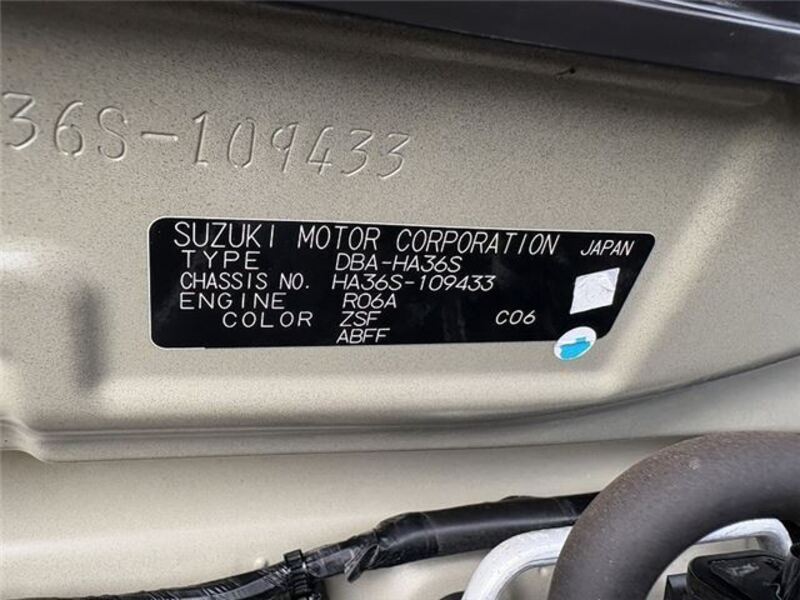 36S-109433
SUZUKI MOTOR CORPORATION JAPAN
TYPE DBA-HA36S
CHASSIS NO. HA36S-109433
ENGINE R06A
COLOR ZSF C06
ABFF